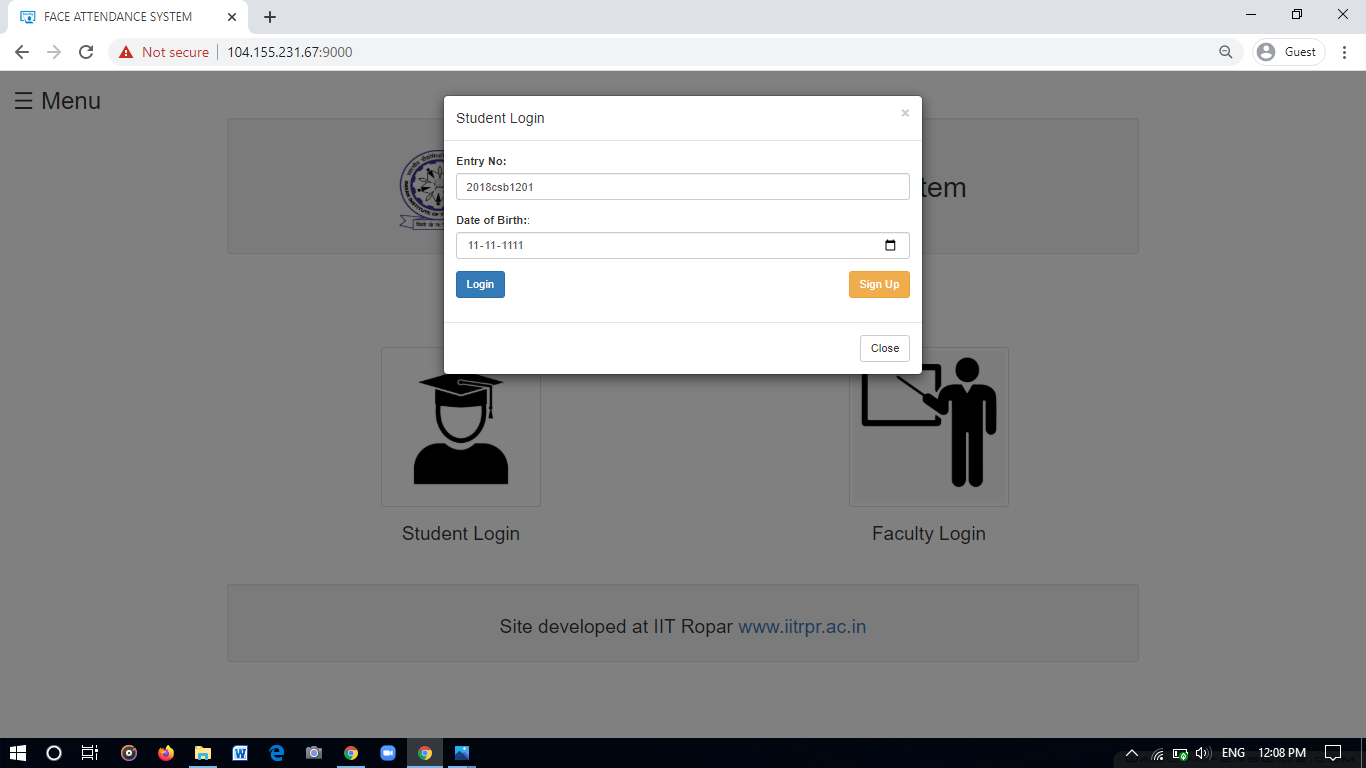 FACE ATTENDANCE SYSTEM
Not secure
104.155.231.67:9000
Guest
☰ Menu
Student Login
×
Entry No:
2018csb1201
tem
Date of Birth::
11-11-1111
Login
Sign Up
Close
Student Login
Faculty Login
Site developed at IIT Ropar www.iitrpr.ac.in
ENG
12:08 PM